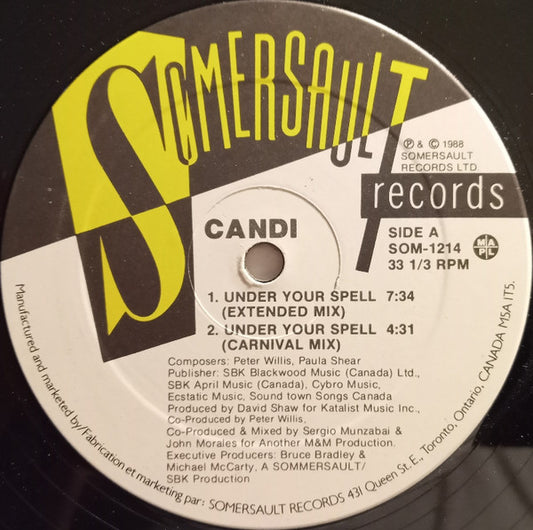 SOMERSAULT
records
℗ & © 1988
SOMERSAULT
RECORDS LTD.
CANDI
SIDE A
SOM-1214
33 1/3 RPM
MAPL
1. UNDER YOUR SPELL 7:34
(EXTENDED MIX)
2. UNDER YOUR SPELL 4:31
(CARNIVAL MIX)
Composers: Peter Willis, Paula Shear
Publisher: SBK Blackwood Music (Canada) Ltd.,
SBK April Music (Canada), Cybro Music,
Ecstatic Music, Sound town Songs Canada
Produced by David Shaw for Katalist Music Inc.,
Co-Produced by Peter Willis,
Co-Produced & Mixed by Sergio Munzabai &
John Morales for Another M&M Production.
Executive Producers: Bruce Bradley &
Michael McCarty, A SOMMERSAULT/
SBK Production
Manufactured and marketed by/Fabrication et marketing par: SOMERSAULT RECORDS 431 Queen St. E., Toronto, Ontario, CANADA M5A 1T5.